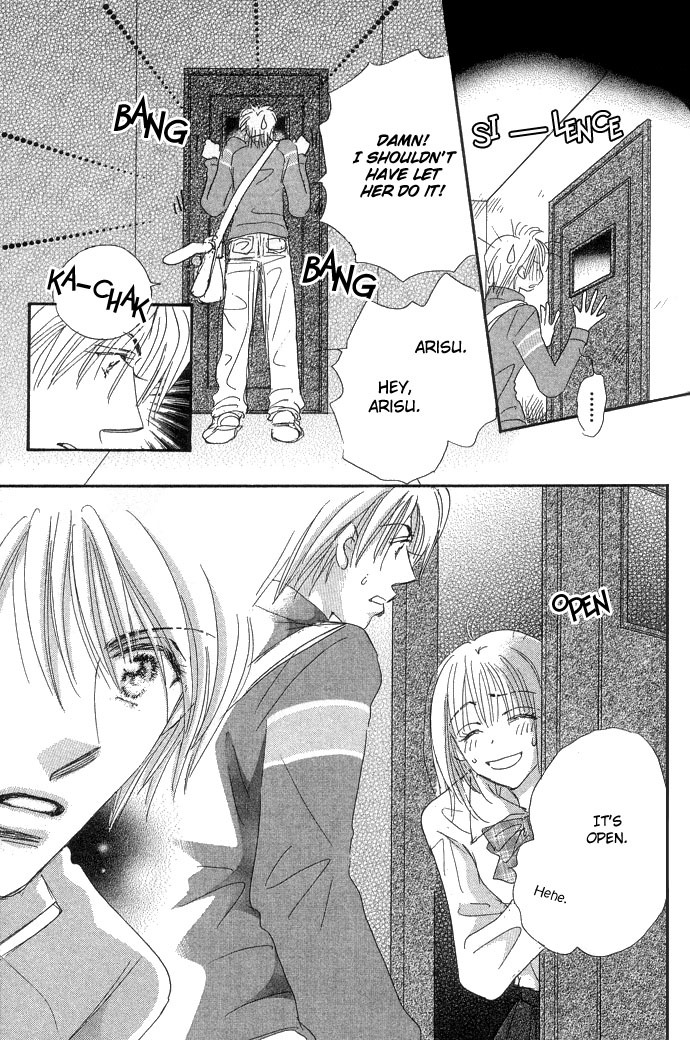 SI — LENCE
........
DAMN!
I SHOULDN'T
HAVE LET
HER DO IT!
BANG
BANG
ARISU.
HEY,
ARISU.
KA-CHAK
OPEN
IT'S
OPEN.
Hehe.